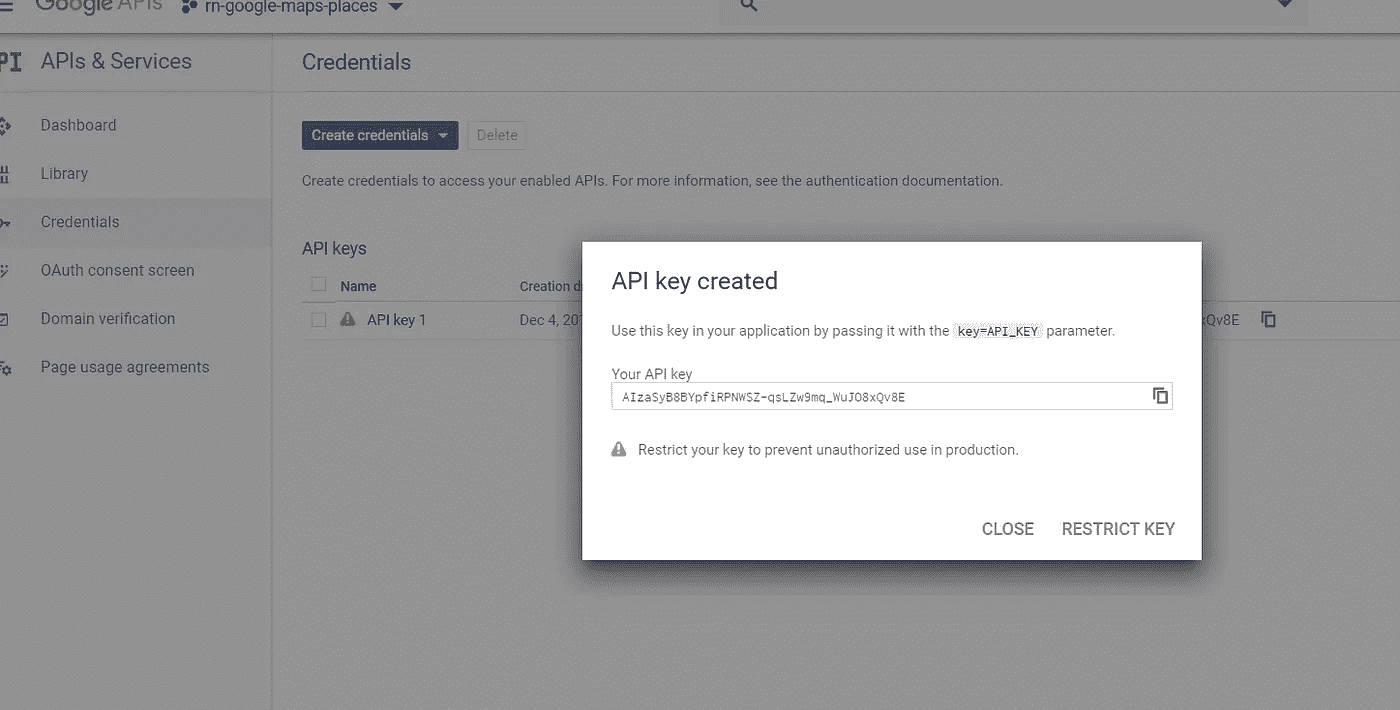 Google APIs
rn-google-maps-places
APIs & Services
Credentials
Dashboard
Library
Credentials
OAuth consent screen
Domain verification
Page usage agreements
Create credentials
Delete
Create credentials to access your enabled APIs. For more information, see the authentication documentation.
API keys
Name
Creation
API key 1
Dec 4,
API key created
Use this key in your application by passing it with the key=API_KEY parameter.
Your API key
AIzaSyB8BYpfiRPNWSZ-qsLZw9mq_WuJO8xQv8E
Restrict your key to prevent unauthorized use in production.
CLOSE
RESTRICT KEY